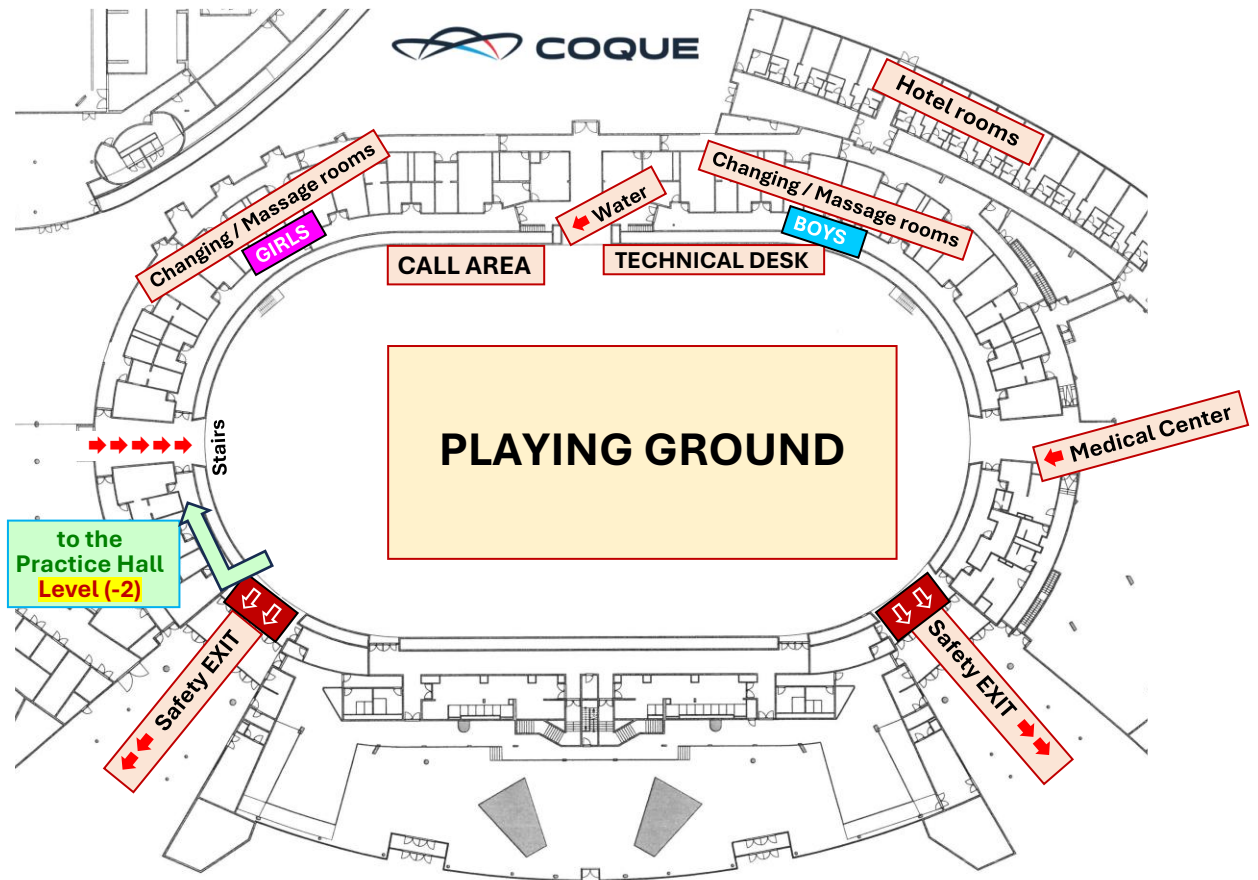 COQUE
Hotel rooms
Changing / Massage rooms
GIRLS
Water
Changing / Massage rooms
BOYS
CALL AREA
TECHNICAL DESK
PLAYING GROUND
Stairs
Medical Center
to the
Practice Hall
Level (-2)
Safety EXIT
Safety EXIT